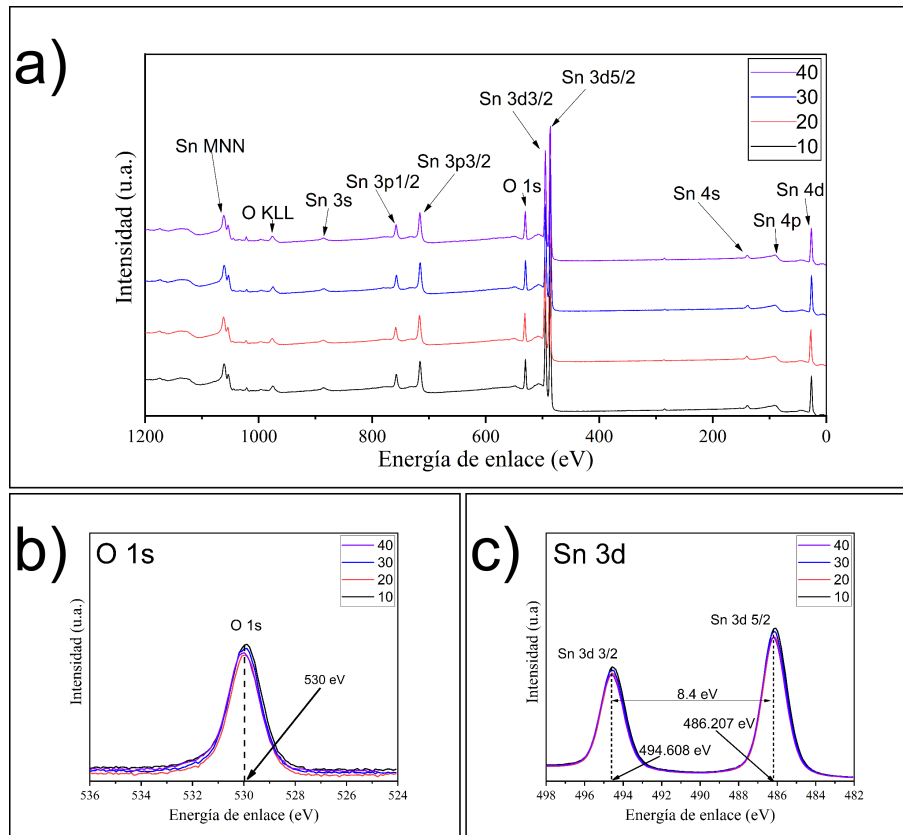 a)
Sn 3d5/2
Sn 3d3/2
40
30
20
10
Sn MNN
O KLL
Sn 3s
Sn 3p1/2
Sn 3p3/2
O 1s
Sn 4s
Sn 4p
Sn 4d
Intensidad (u.a.)
1200
1000
800
600
400
200
0
Energía de enlace (eV)
b)
O 1s
40
30
20
10
O 1s
530 eV
Intensidad (u.a.)
536
534
532
530
528
526
524
Energía de enlace (eV)
c)
Sn 3d
40
30
20
10
Sn 3d 5/2
Sn 3d 3/2
8.4 eV
486.207 eV
494.608 eV
Intensidad (u.a)
498
496
494
492
490
488
486
484
482
Energía de enlace (eV)